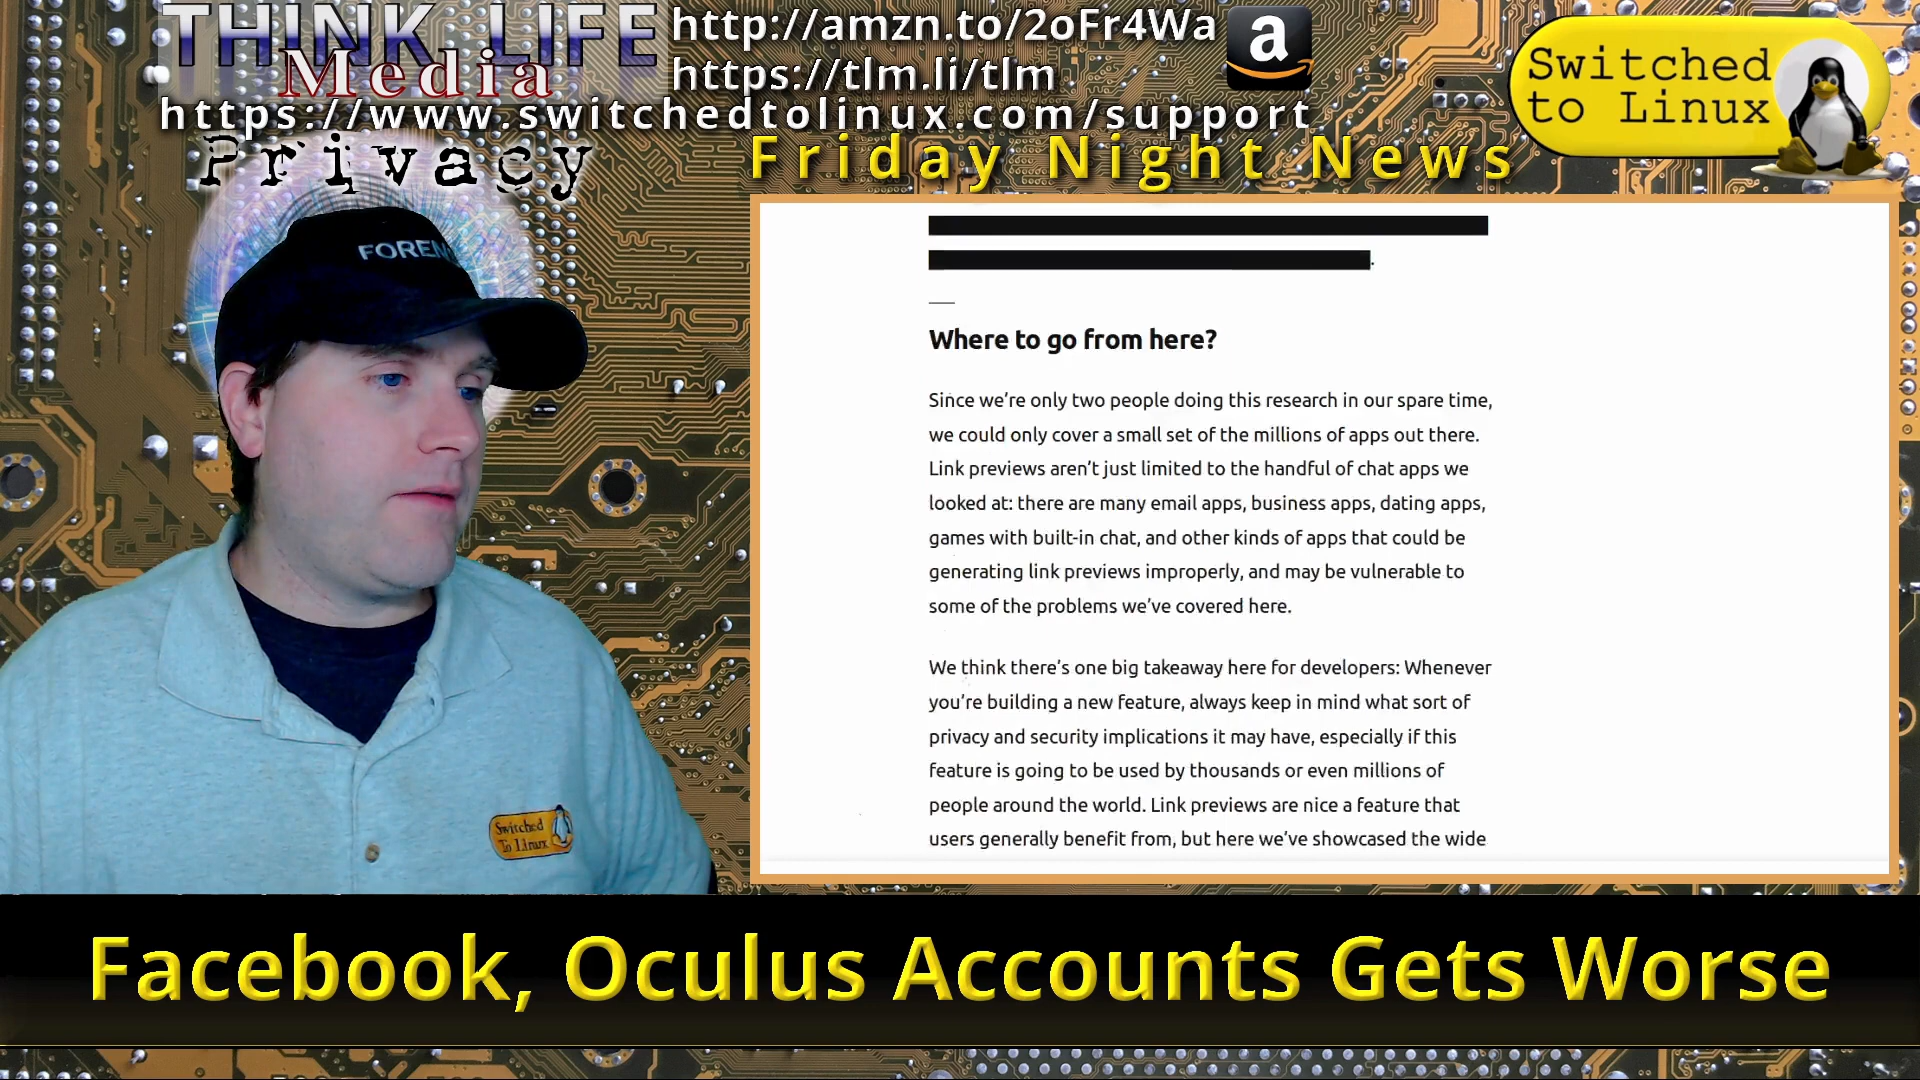 THINK LIFE
Media
http://amzn.to/2oFr4Wa
https://tlm.li/tlm
https://www.switchedtolinux.com/support
Privacy
Friday Night News
Switched
to Linux
a
FOREN
.
Where to go from here?
Since we’re only two people doing this research in our spare time,
we could only cover a small set of the millions of apps out there.
Link previews aren’t just limited to the handful of chat apps we
looked at: there are many email apps, business apps, dating apps,
games with built-in chat, and other kinds of apps that could be
generating link previews improperly, and may be vulnerable to
some of the problems we’ve covered here.
We think there’s one big takeaway here for developers: Whenever
you’re building a new feature, always keep in mind what sort of
privacy and security implications it may have, especially if this
feature is going to be used by thousands or even millions of
people around the world. Link previews are nice a feature that
users generally benefit from, but here we’ve showcased the wide
Switched
To Linux
Facebook, Oculus Accounts Gets Worse